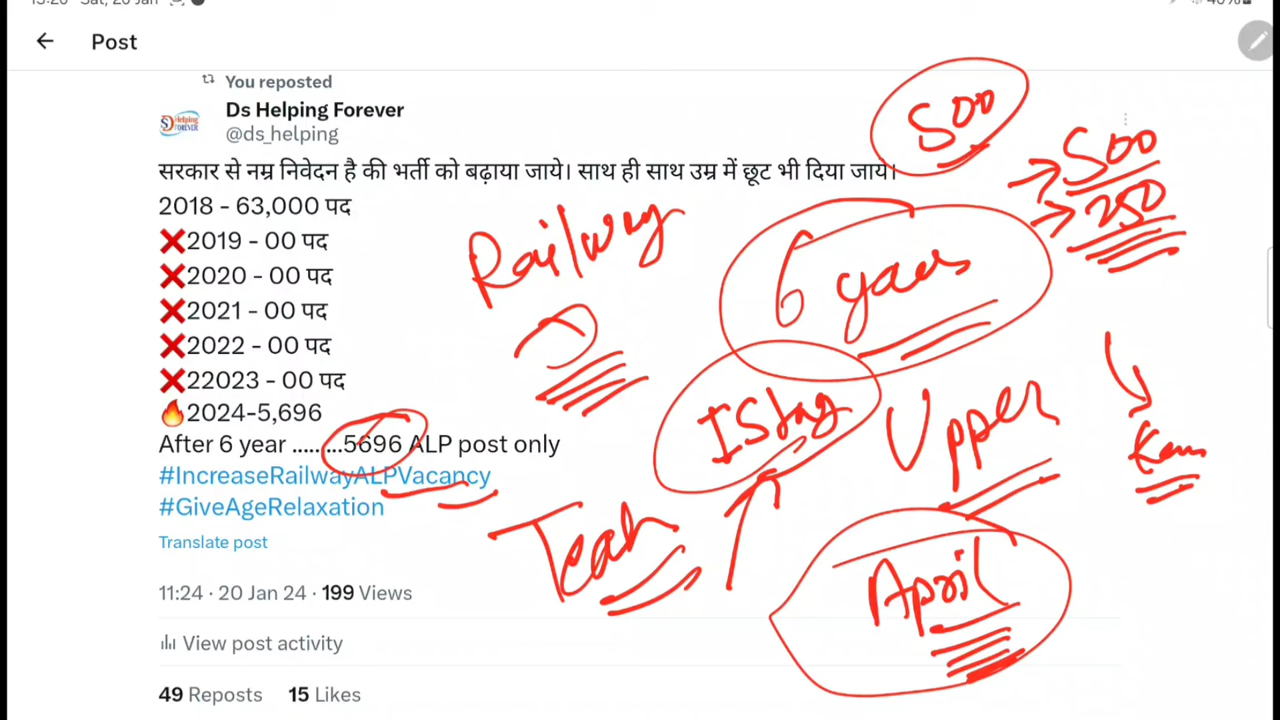 Post
You reposted
Ds Helping Forever
@ds_helping
सरकार से नम्र निवेदन है की भर्ती को बढ़ाया जाये। साथ ही साथ उम्र में छूट भी दिया जाये।
2018 - 63,000 पद
❌2019 - 00 पद
❌2020 - 00 पद
❌2021 - 00 पद
❌2022 - 00 पद
❌22023 - 00 पद
🔥2024-5,696
After 6 year .........5696 ALP post only
#IncreaseRailwayALPVacancy
#GiveAgeRelaxation
Translate post
11:24 · 20 Jan 24 · 199 Views
View post activity
49 Reposts 15 Likes
500
500
250
Railway
6 years
I Stag
Upper
Kam
Teah
April